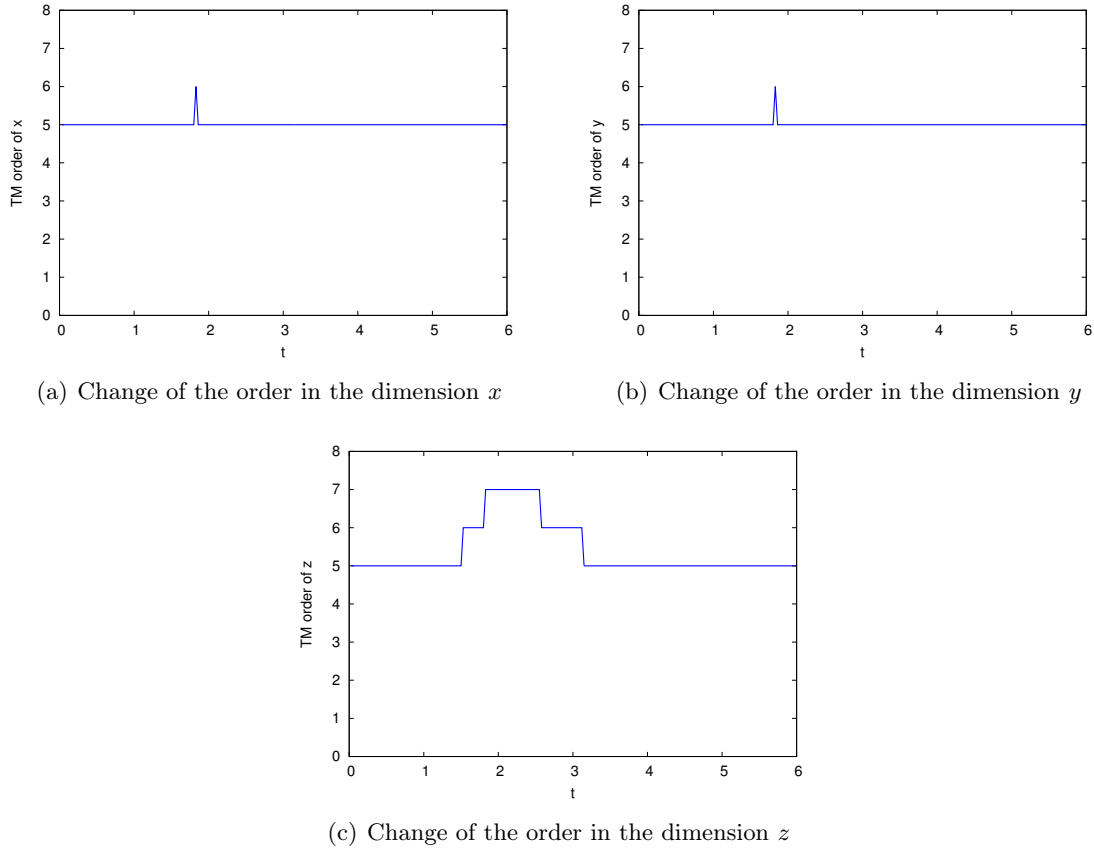 8
7
6
5
4
3
2
1
0
TM order of x
0 1 2 3 4 5 6
t
(a) Change of the order in the dimension x
8
7
6
5
4
3
2
1
0
TM order of y
0 1 2 3 4 5 6
t
(b) Change of the order in the dimension y
8
7
6
5
4
3
2
1
0
TM order of z
0 1 2 3 4 5 6
t
(c) Change of the order in the dimension z